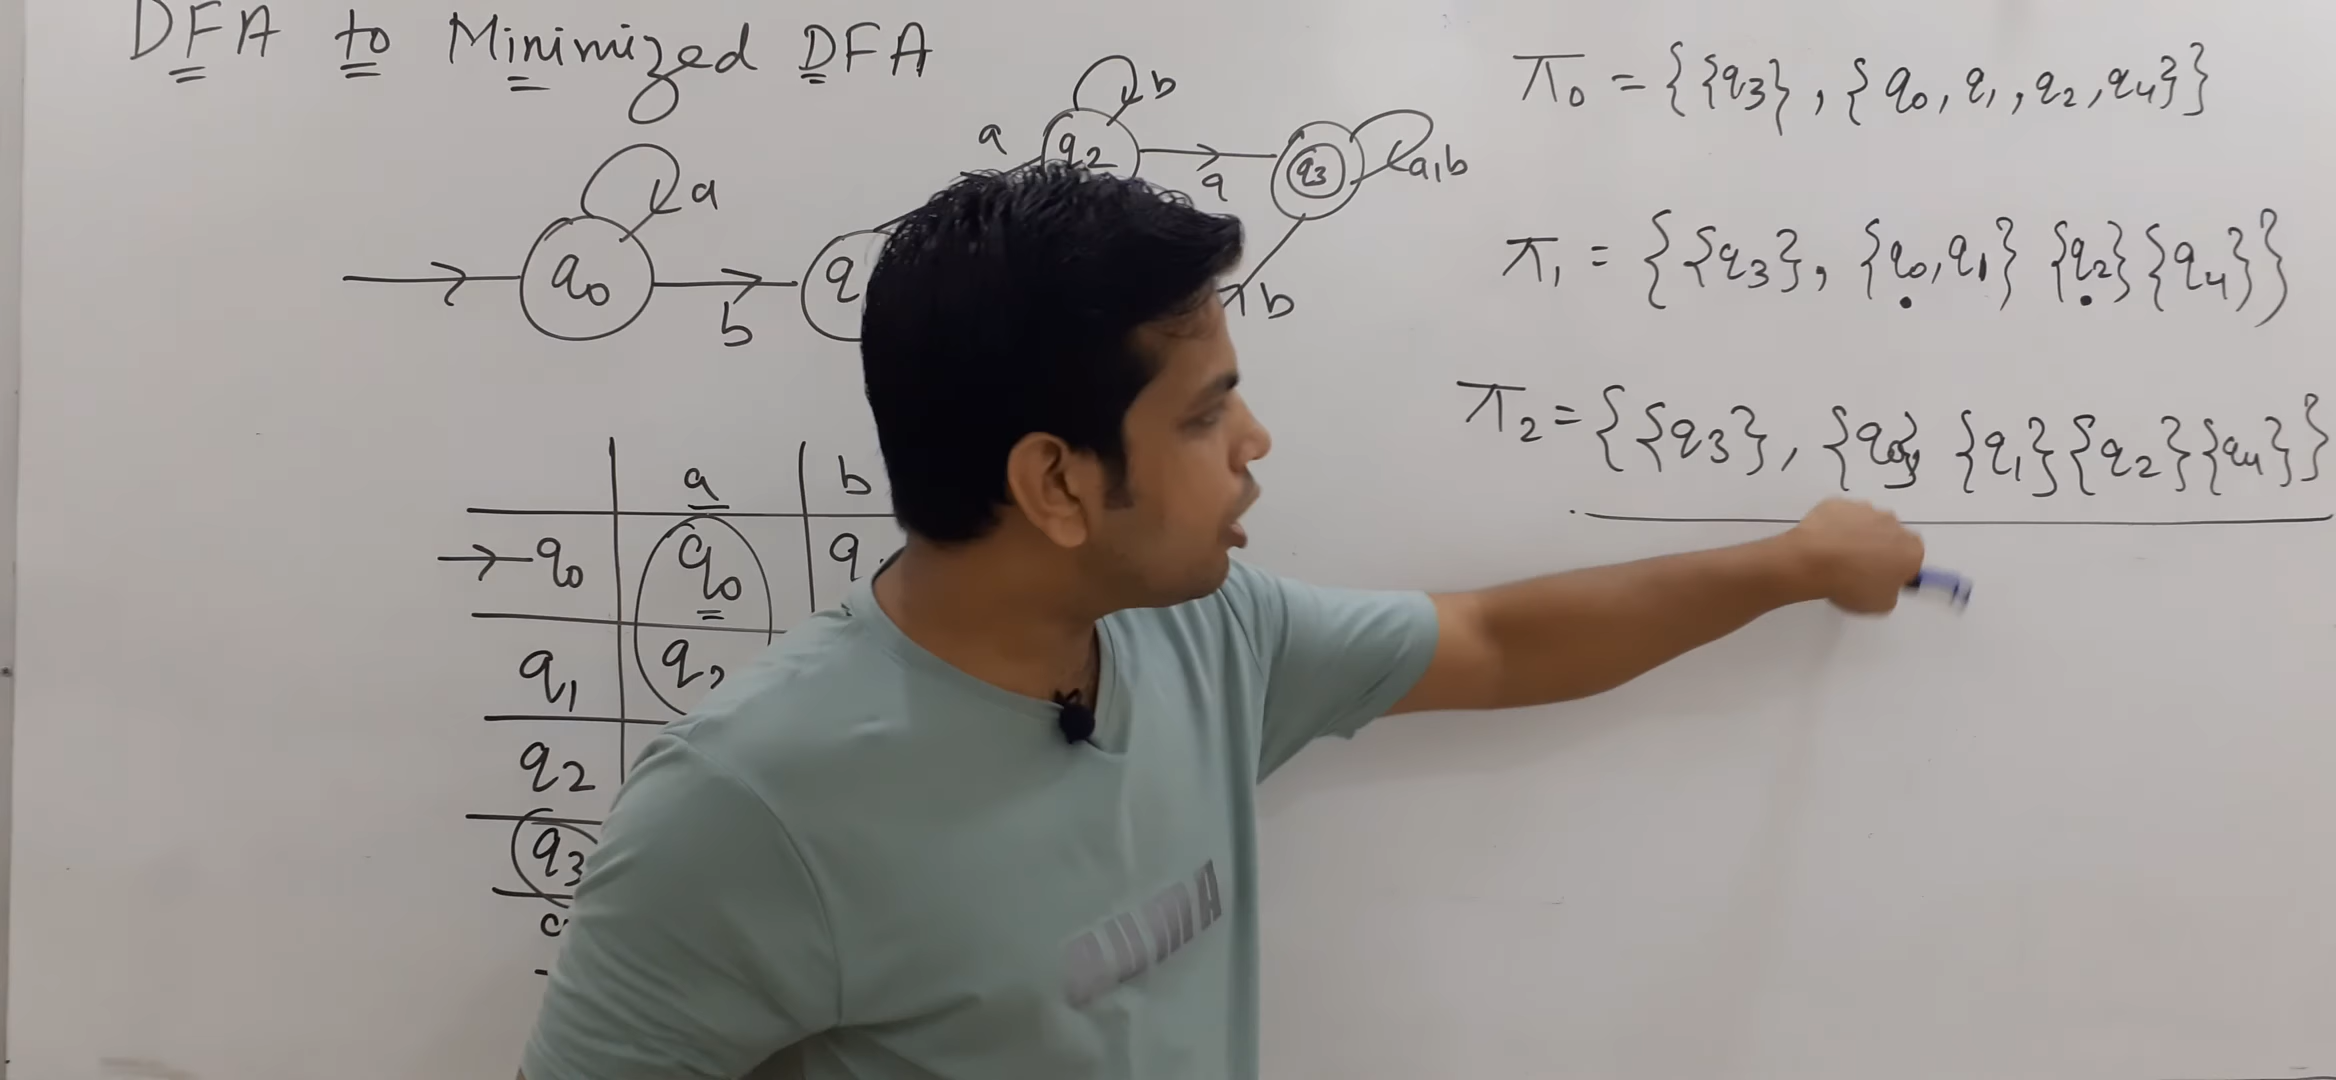 DFA to Minimized DFA
π0 = {{q3}, {q0, q1, q2, q4}}
b
a q2 a q3 a,b
a
q0 b q b
π1 = {{q3}, {q0, q1} {q2} {q4}}
π2 = {{q3}, {q0} {q1} {q2} {q4}}
a b
q0 q0 q
q1
q2
q3